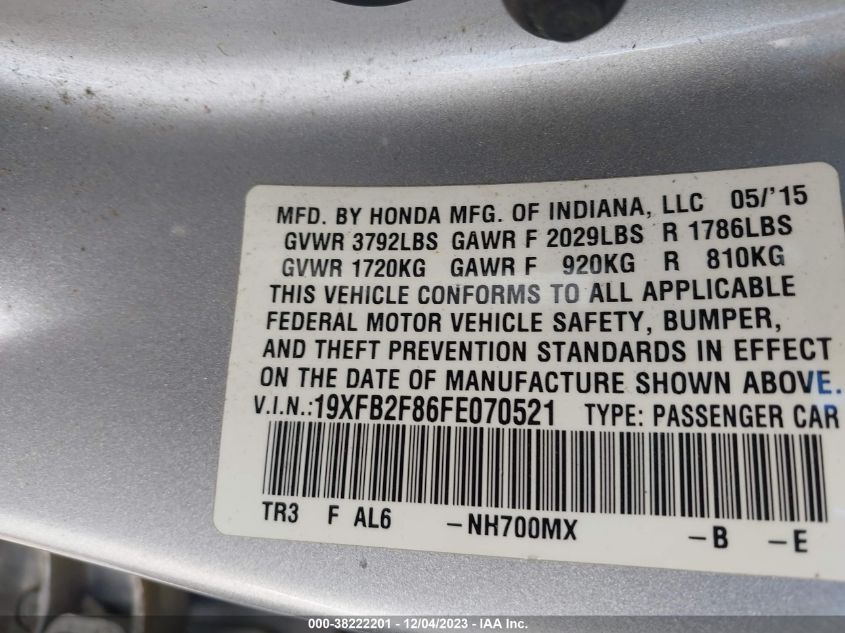 MFD. BY HONDA MFG. OF INDIANA, LLC 05/'15
GVWR 3792LBS GAWR F 2029LBS R 1786LBS
GVWR 1720KG GAWR F 920KG R 810KG
THIS VEHICLE CONFORMS TO ALL APPLICABLE
FEDERAL MOTOR VEHICLE SAFETY, BUMPER,
AND THEFT PREVENTION STANDARDS IN EFFECT
ON THE DATE OF MANUFACTURE SHOWN ABOVE.
V.I.N.:19XFB2F86FE070521 TYPE: PASSENGER CAR
TR3 F AL6 -NH700MX -B -E
000-38222201 - 12/04/2023 - IAA Inc.